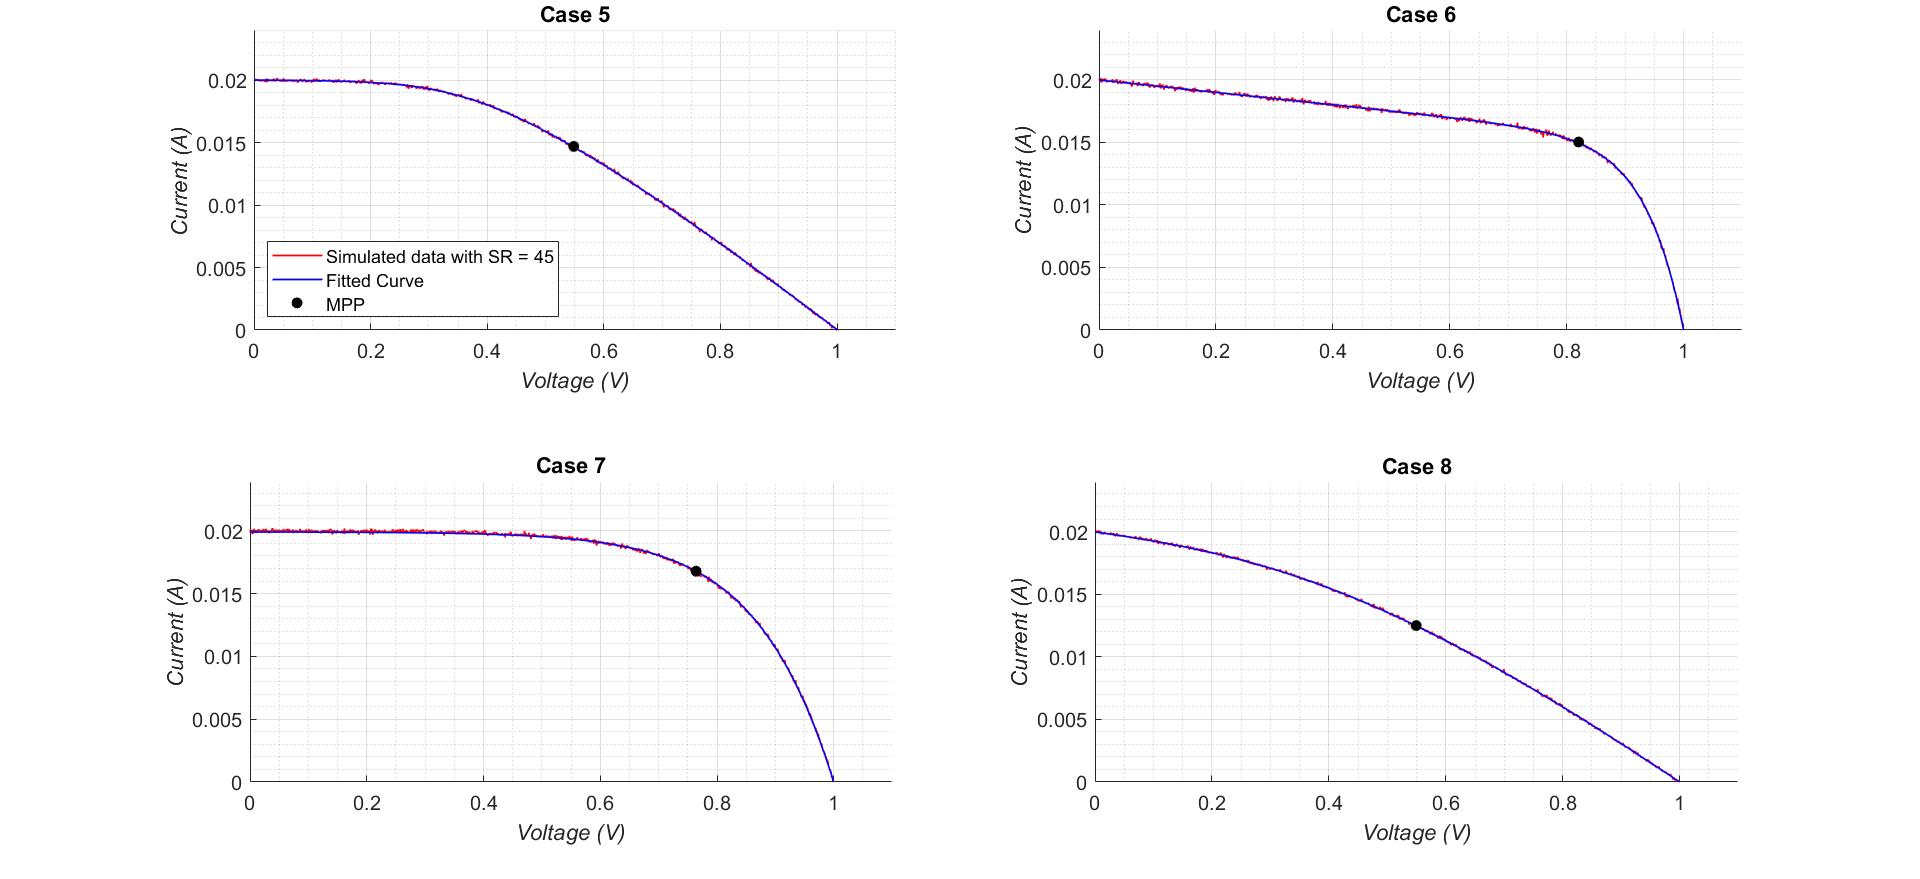 Case 5
0.02
0.015
0.01
0.005
0
0 0.2 0.4 0.6 0.8 1
Current (A)
Voltage (V)
Simulated data with SR = 45
Fitted Curve
MPP
Case 6
0.02
0.015
0.01
0.005
0
0 0.2 0.4 0.6 0.8 1
Current (A)
Voltage (V)
Case 7
0.02
0.015
0.01
0.005
0
0 0.2 0.4 0.6 0.8 1
Current (A)
Voltage (V)
Case 8
0.02
0.015
0.01
0.005
0
0 0.2 0.4 0.6 0.8 1
Current (A)
Voltage (V)